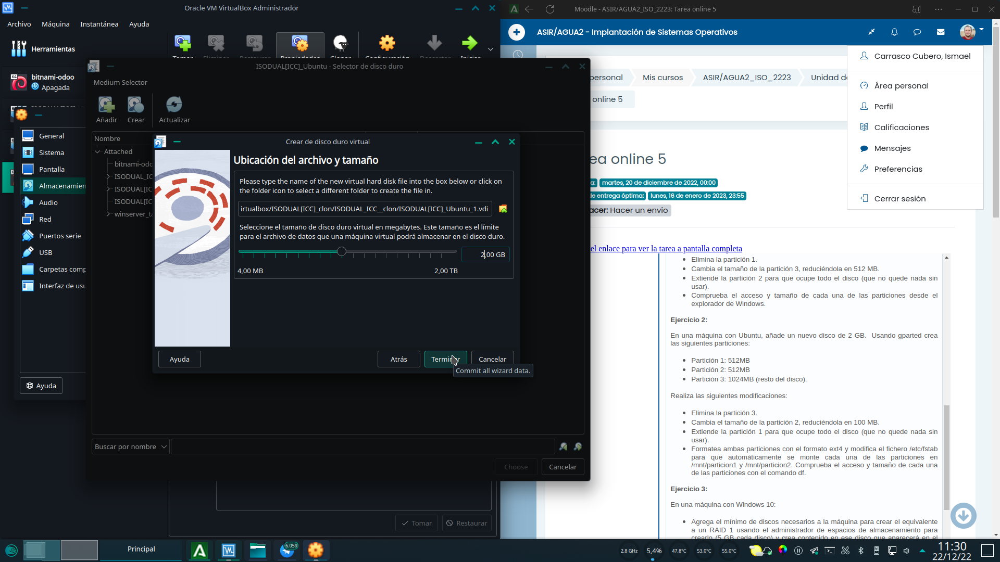 Oracle VM VirtualBox Administrador
Archivo Máquina Instantánea Ayuda
Herramientas
bitnami-odoo
Apagada
ISODUAL[ICC]_Ubuntu - Selector de disco duro
Medium Selector
Añadir Crear Actualizar
Nombre
Attached
General
Sistema
Pantalla
Audio
Red
Puertos serie
USB
Ayuda
Crear de disco duro virtual
Ubicación del archivo y tamaño
Please type the name of the new virtual hard disk file into the box below or click on
the folder icon to select a different folder to create the file in.
irtualbox/ISODUAL[ICC]_clon/ISODUAL_ICC__clon/ISODUAL[ICC]_Ubuntu_1.vdi
Seleccione el tamaño de disco duro virtual en megabytes. Este tamaño es el límite
para el archivo de datos que una máquina virtual podrá almacenar en el disco duro.
2,00 GB
4,00 MB 2,00 TB
Ayuda Atrás Terminar Cancelar
Commit all wizard data.
Buscar por nombre
Choose Cancelar
Tomar Restaurar
Moodle - ASIR/AGUA2_ISO_2223: Tarea online 5
ASIR/AGUA2 - Implantación de Sistemas Operativos
personal Mis cursos ASIR/AGUA2_ISO_2223 Unidad
online 5
Carrasco Cubero, Ismael
Área personal
Perfil
Calificaciones
Mensajes
Preferencias
Cerrar sesión
ea online 5
martes, 20 de diciembre de 2022, 00:00
de entrega óptima: lunes, 16 de enero de 2023, 23:55
acer: Hacer un envío
el enlace para ver la tarea a pantalla completa
Elimina la partición 1.
Cambia el tamaño de la partición 3, reduciéndola en 512 MB.
Extiende la partición 2 para que ocupe todo el disco (que no quede nada sin
usar).
Comprueba el acceso y tamaño de cada una de las particiones desde el
explorador de Windows.
Ejercicio 2:
En una máquina con Ubuntu, añade un nuevo disco de 2 GB. Usando gparted crea
las siguientes particiones:
Partición 1: 512MB
Partición 2: 512MB
Partición 3: 1024MB (resto del disco).
Realiza las siguientes modificaciones:
Elimina la partición 3.
Cambia el tamaño de la partición 2, reduciéndola en 100 MB.
Extiende la partición 1 para que ocupe todo el disco (que no quede nada sin
usar).
Formatea ambas particiones con el formato ext4 y modifica el fichero /etc/fstab
para que automáticamente se monte cada una de las particiones en
/mnt/particion1 y /mnt/particion2. Comprueba el acceso y tamaño de cada una
de las particiones con el comando df.
Ejercicio 3:
En una máquina con Windows 10:
Agrega el mínimo de discos necesarios a la máquina para crear el equivalente
a un RAID 1 usando el administrador de espacios de almacenamiento para
crearlo (5 GB cada disco) y crea contenido en ese disco que aparecerá en el
Principal
6.059
2,8 GHz 5,4% 47,8°C 53,0°C 55,0°C
11:30
22/12/22